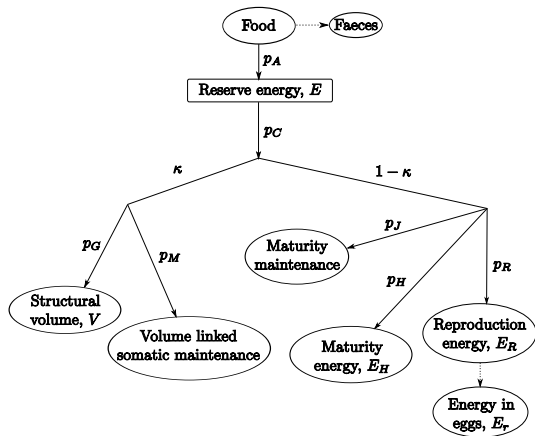 Food
Faeces
p_A
Reserve energy, E
p_C
κ
1 − κ
p_G
p_M
p_J
p_H
p_R
Maturity
maintenance
Structural
volume, V
Volume linked
somatic maintenance
Maturity
energy, E_H
Reproduction
energy, E_R
Energy in
eggs, E_r